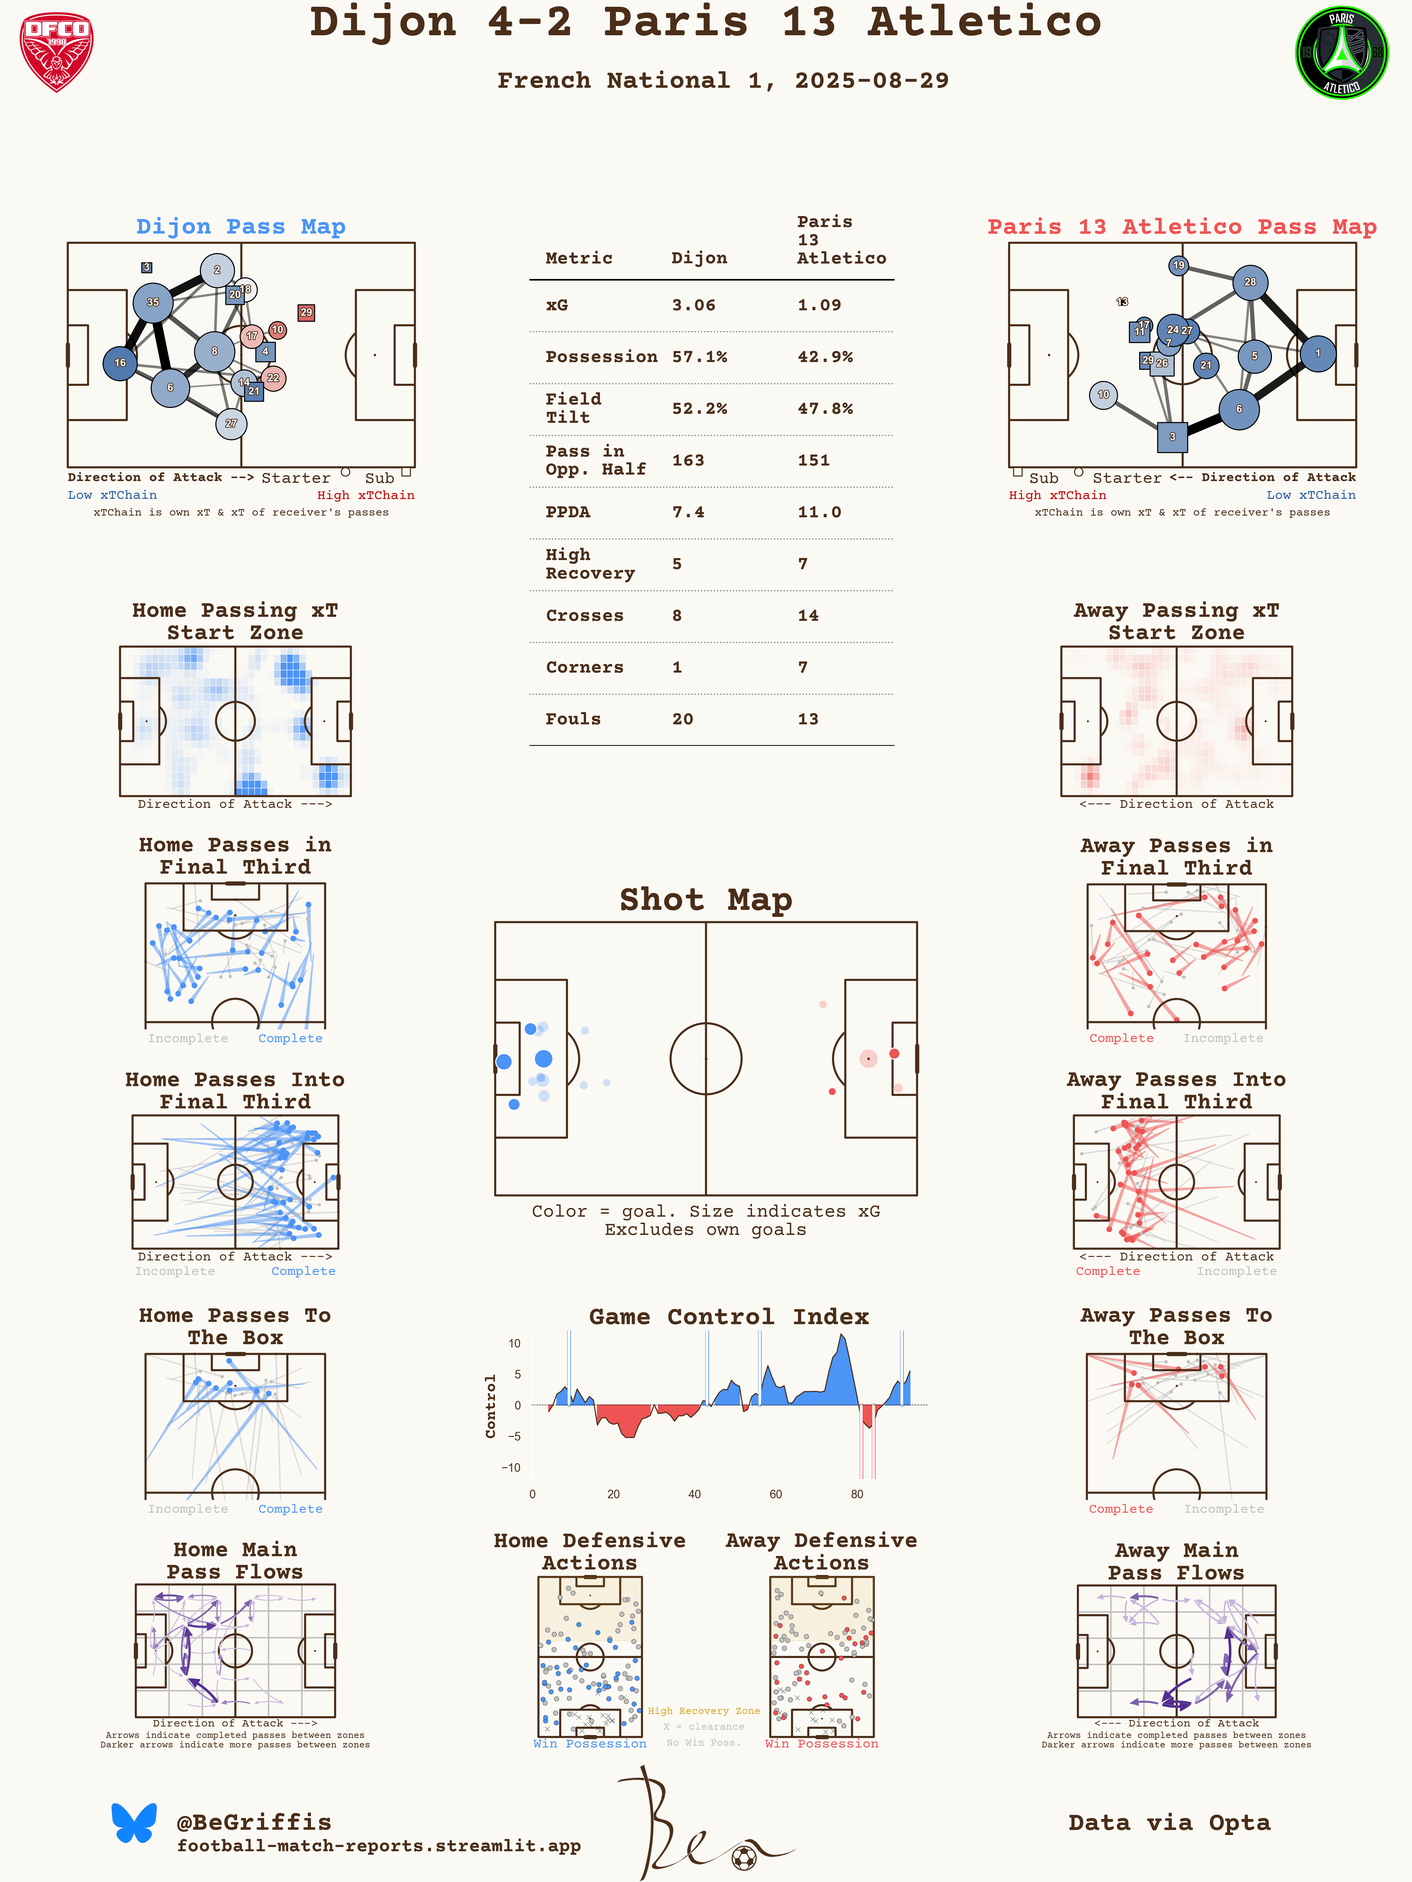 Dijon 4-2 Paris 13 Atletico
French National 1, 2025-08-29
DFCO
1998
PARIS
19 68
ATLETICO
Dijon Pass Map
3
2
18
20
35
29
17
10
8
4
16
6
14
22
21
27
Direction of Attack --> Starter Sub
Low xTChain High xTChain
xTChain is own xT & xT of receiver's passes
Metric Dijon Paris 13 Atletico
xG 3.06 1.09
Possession 57.1% 42.9%
Field Tilt 52.2% 47.8%
Pass in Opp. Half 163 151
PPDA 7.4 11.0
High Recovery 5 7
Crosses 8 14
Corners 1 7
Fouls 20 13
Paris 13 Atletico Pass Map
19
28
13
17
11
24
27
7
29
26
21
5
1
10
6
3
Sub Starter <-- Direction of Attack
High xTChain Low xTChain
xTChain is own xT & xT of receiver's passes
Home Passing xT
Start Zone
Direction of Attack --->
Away Passing xT
Start Zone
<--- Direction of Attack
Home Passes in
Final Third
Incomplete Complete
Away Passes in
Final Third
Complete Incomplete
Shot Map
Color = goal. Size indicates xG
Excludes own goals
Home Passes Into
Final Third
Direction of Attack --->
Incomplete Complete
Away Passes Into
Final Third
<--- Direction of Attack
Complete Incomplete
Home Passes To
The Box
Incomplete Complete
Game Control Index
Control
10
5
0
−5
−10
0 20 40 60 80
Away Passes To
The Box
Complete Incomplete
Home Main
Pass Flows
Direction of Attack --->
Arrows indicate completed passes between zones
Darker arrows indicate more passes between zones
Home Defensive
Actions
Win Possession
Away Defensive
Actions
Win Possession
High Recovery Zone
X = clearance
No Win Poss.
Away Main
Pass Flows
<--- Direction of Attack
Arrows indicate completed passes between zones
Darker arrows indicate more passes between zones
@BeGriffis
football-match-reports.streamlit.app
Ben
Data via Opta